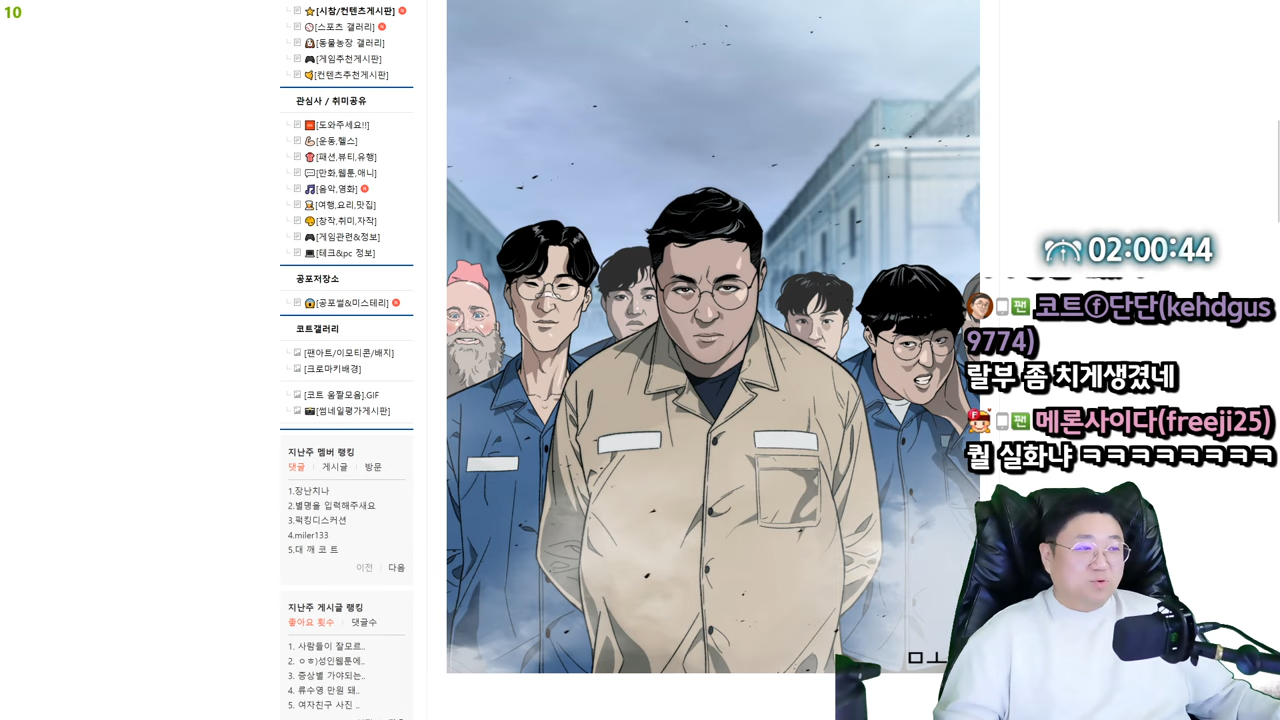 10
[시참/컨텐츠게시판]
[스포츠 갤러리]
[동물농장 갤러리]
[게임추천게시판]
[컨텐츠추천게시판]
관심사 / 취미공유
[도와주세요!!]
[운동,헬스]
[패션,뷰티,유행]
[만화,웹툰,애니]
[음악,영화]
[여행,요리,맛집]
[창작,취미,자작]
[게임관련&정보]
[테크&pc 정보]
공포저장소
[공포썰&미스테리]
코트갤러리
[팬아트/이모티콘/배지]
[크로마키배경]
[코트 움짤모음].GIF
[썸네일평가게시판]
지난주 멤버 랭킹
댓글 게시글 방문
1.장난치나
2.별명을 입력해주새요
3.퍽킹디스커션
4.miler133
5.대 깨 코 트
이전 다음
지난주 게시글 랭킹
좋아요 횟수 댓글수
1. 사람들이 잘모르..
2. ㅇㅎ)성인웹툰에..
3. 증상별 가야되는..
4. 류수영 만원 돼..
5. 여자친구 사진 ..
ㅁㅗ
02:00:44
팬 코트ⓕ단단(kehdgus
9774)
랄부 좀 치게생겼네
팬 메론사이다(freeji25)
퀄 실화냐 ㅋㅋㅋㅋㅋㅋㅋㅋ